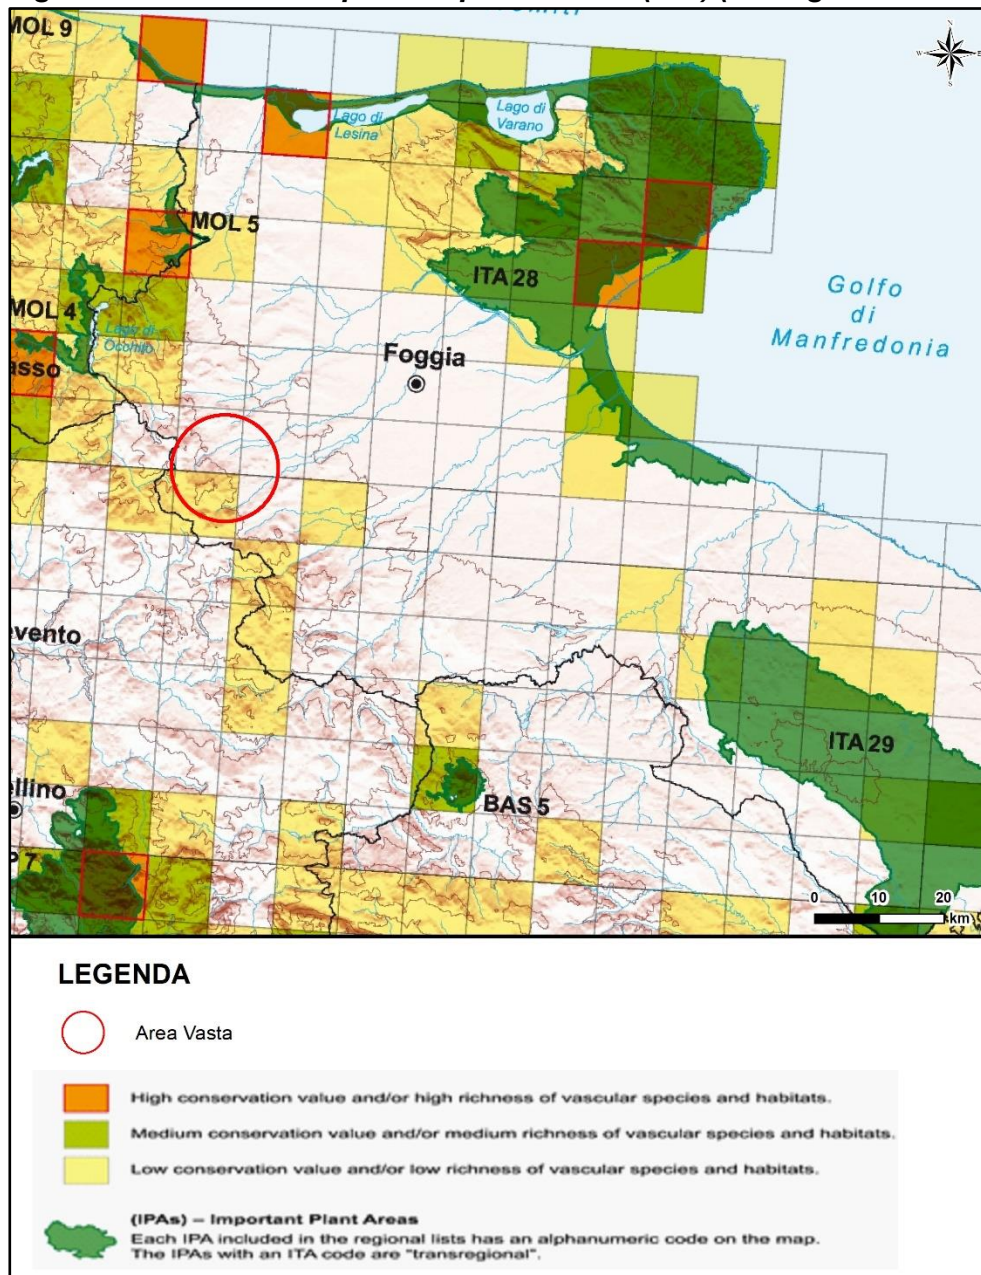 MOL 9
N
W E
S
Lago di
Lesina
Lago di
Varano
MOL 5
ITA 28
Golfo
di
Manfredonia
MOL 4
Lago di
Occhito
asso
Foggia
evento
ITA 29
ellino
BAS 5
P 7
0 10 20
km
LEGENDA
Area Vasta
High conservation value and/or high richness of vascular species and habitats.
Medium conservation value and/or medium richness of vascular species and habitats.
Low conservation value and/or low richness of vascular species and habitats.
(IPAs) – Important Plant Areas
Each IPA included in the regional lists has an alphanumeric code on the map.
The IPAs with an ITA code are "transregional".